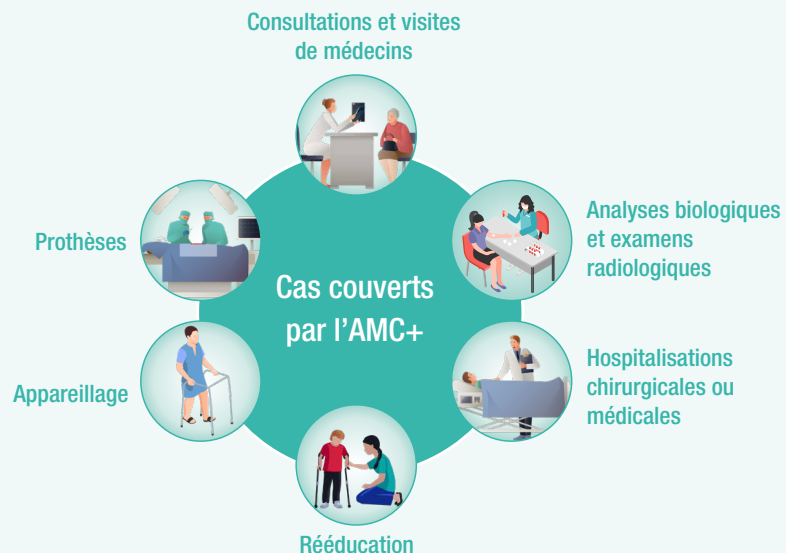 Consultations et visites
de médecins
Analyses biologiques
et examens
radiologiques
Hospitalisations
chirurgicales ou
médicales
Rééducation
Appareillage
Prothèses
Cas couverts
par l'AMC+